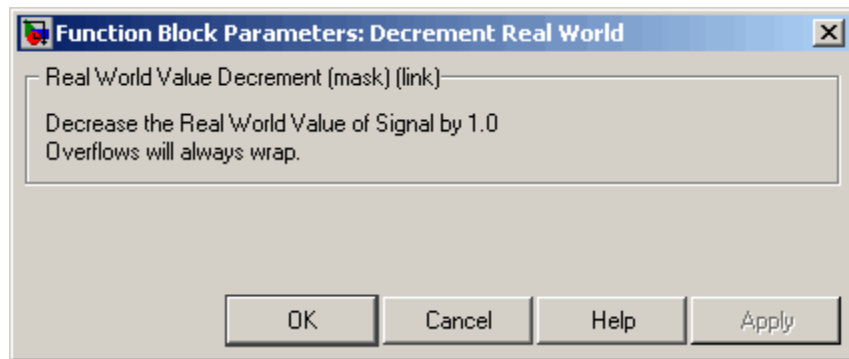 Function Block Parameters: Decrement Real World
Real World Value Decrement (mask) (link)
Decrease the Real World Value of Signal by 1.0
Overflows will always wrap.
OK Cancel Help Apply